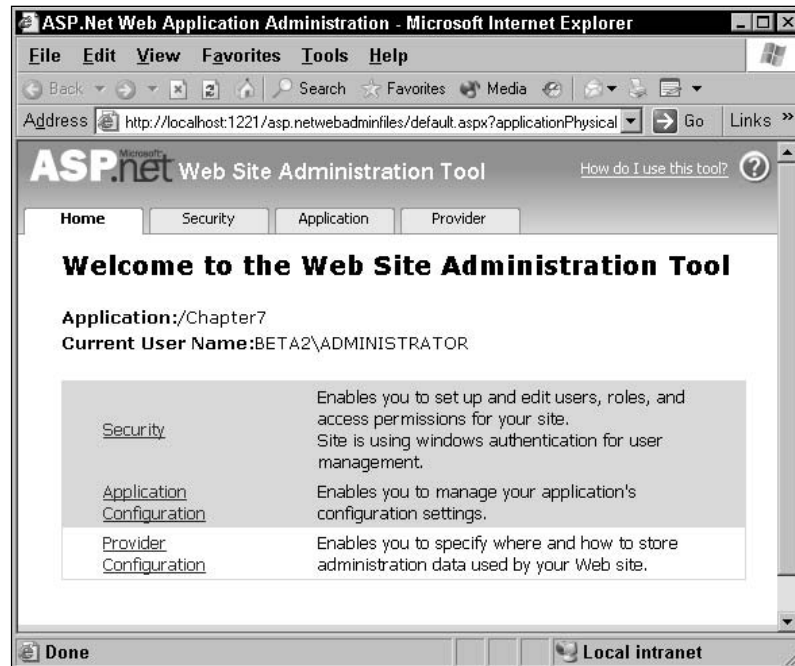 ASP.Net Web Application Administration - Microsoft Internet Explorer
File Edit View Favorites Tools Help
Back Search Favorites Media
Address http://localhost:1221/asp.netwebadminfiles/default.aspx?applicationPhysical Go Links »
Microsoft
ASP.net Web Site Administration Tool How do I use this tool? ?
Home Security Application Provider
Welcome to the Web Site Administration Tool
Application:/Chapter7
Current User Name:BETA2\ADMINISTRATOR
Security
Enables you to set up and edit users, roles, and
access permissions for your site.
Site is using windows authentication for user
management.
Application
Configuration
Enables you to manage your application's
configuration settings.
Provider
Configuration
Enables you to specify where and how to store
administration data used by your Web site.
Done Local intranet